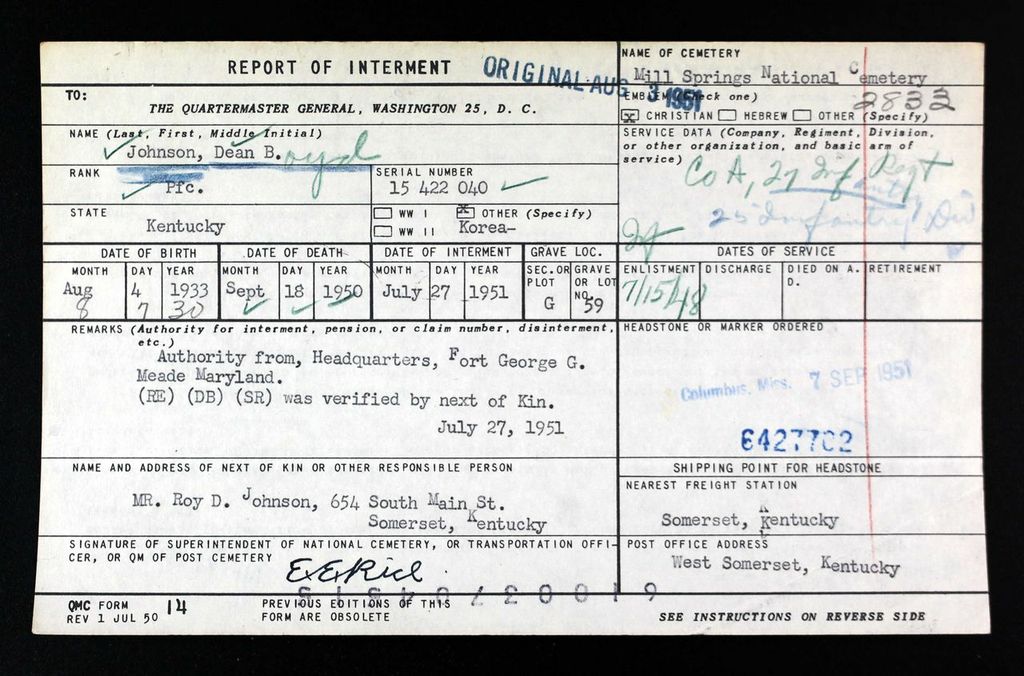 REPORT OF INTERMENT
ORIGINAL AUG 3 1951
NAME OF CEMETERY
Mill Springs National Cemetery
TO:
THE QUARTERMASTER GENERAL, WASHINGTON 25, D. C.
EMBLEM (Check one)
2832
CHRISTIAN HEBREW OTHER (Specify)
NAME (Last, First, Middle Initial)
Johnson, Dean B.oyd
SERVICE DATA (Company, Regiment, Division,
or other organization, and basic arm of
service)
Co A, 27 Inf Regt
25 Infantry Div
Inf
RANK
Pfc.
SERIAL NUMBER
15 422 040
STATE
Kentucky
WW I X OTHER (Specify)
WW II Korea-
DATE OF BIRTH DATE OF DEATH DATE OF INTERMENT GRAVE LOC. DATES OF SERVICE
MONTH DAY YEAR MONTH DAY YEAR MONTH DAY YEAR SEC. OR PLOT GRAVE OR LOT NO. ENLISTMENT DISCHARGE DIED ON A. D. RETIREMENT
Aug 4 1933 Sept 18 1950 July 27 1951 G 59 7/15/48
8 7 30
REMARKS (Authority for interment, pension, or claim number, disinterment,
etc.)
Authority from, Headquarters, Fort George G.
Meade Maryland.
(RE) (DB) (SR) was verified by next of Kin.
July 27, 1951
HEADSTONE OR MARKER ORDERED
Columbus, Miss. 7 SEP 1951
6427702
NAME AND ADDRESS OF NEXT OF KIN OR OTHER RESPONSIBLE PERSON
MR. Roy D. Johnson, 654 South Main St.
Somerset, Kentucky
SHIPPING POINT FOR HEADSTONE
NEAREST FREIGHT STATION
Somerset, Kentucky
SIGNATURE OF SUPERINTENDENT OF NATIONAL CEMETERY, OR TRANSPORTATION OFFI-
CER, OR QM OF POST CEMETERY
POST OFFICE ADDRESS
West Somerset, Kentucky
QMC FORM 14
REV 1 JUL 50
PREVIOUS EDITIONS OF THIS
FORM ARE OBSOLETE
SEE INSTRUCTIONS ON REVERSE SIDE